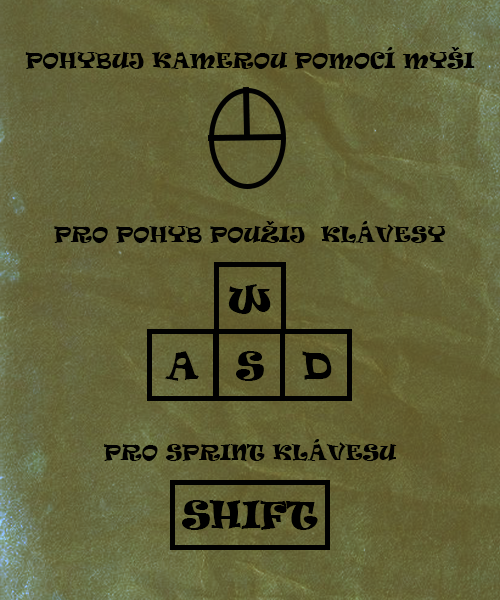 POHYBUJ KAMEROU POMOCÍ MYŠI
PRO POHYB POUŽIJ KLÁVESY
W
A S D
PRO SPRINT KLÁVESU
SHIFT